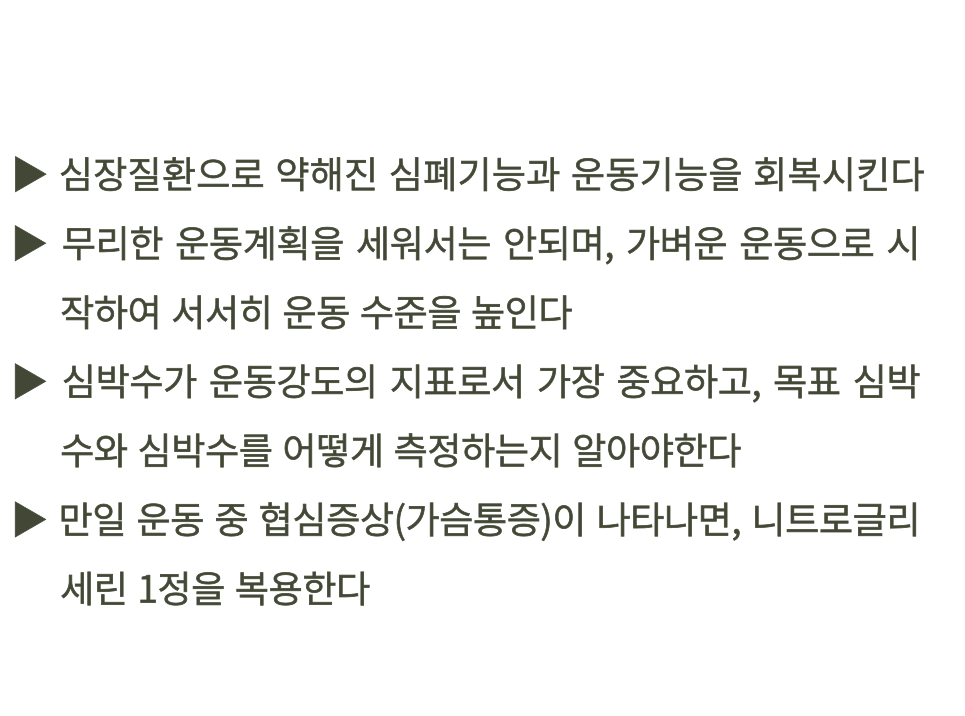 ▶ 심장질환으로 약해진 심폐기능과 운동기능을 회복시킨다
▶ 무리한 운동계획을 세워서는 안되며, 가벼운 운동으로 시
작하여 서서히 운동 수준을 높인다
▶ 심박수가 운동강도의 지표로서 가장 중요하고, 목표 심박
수와 심박수를 어떻게 측정하는지 알아야한다
▶ 만일 운동 중 협심증상(가슴통증)이 나타나면, 니트로글리
세린 1정을 복용한다